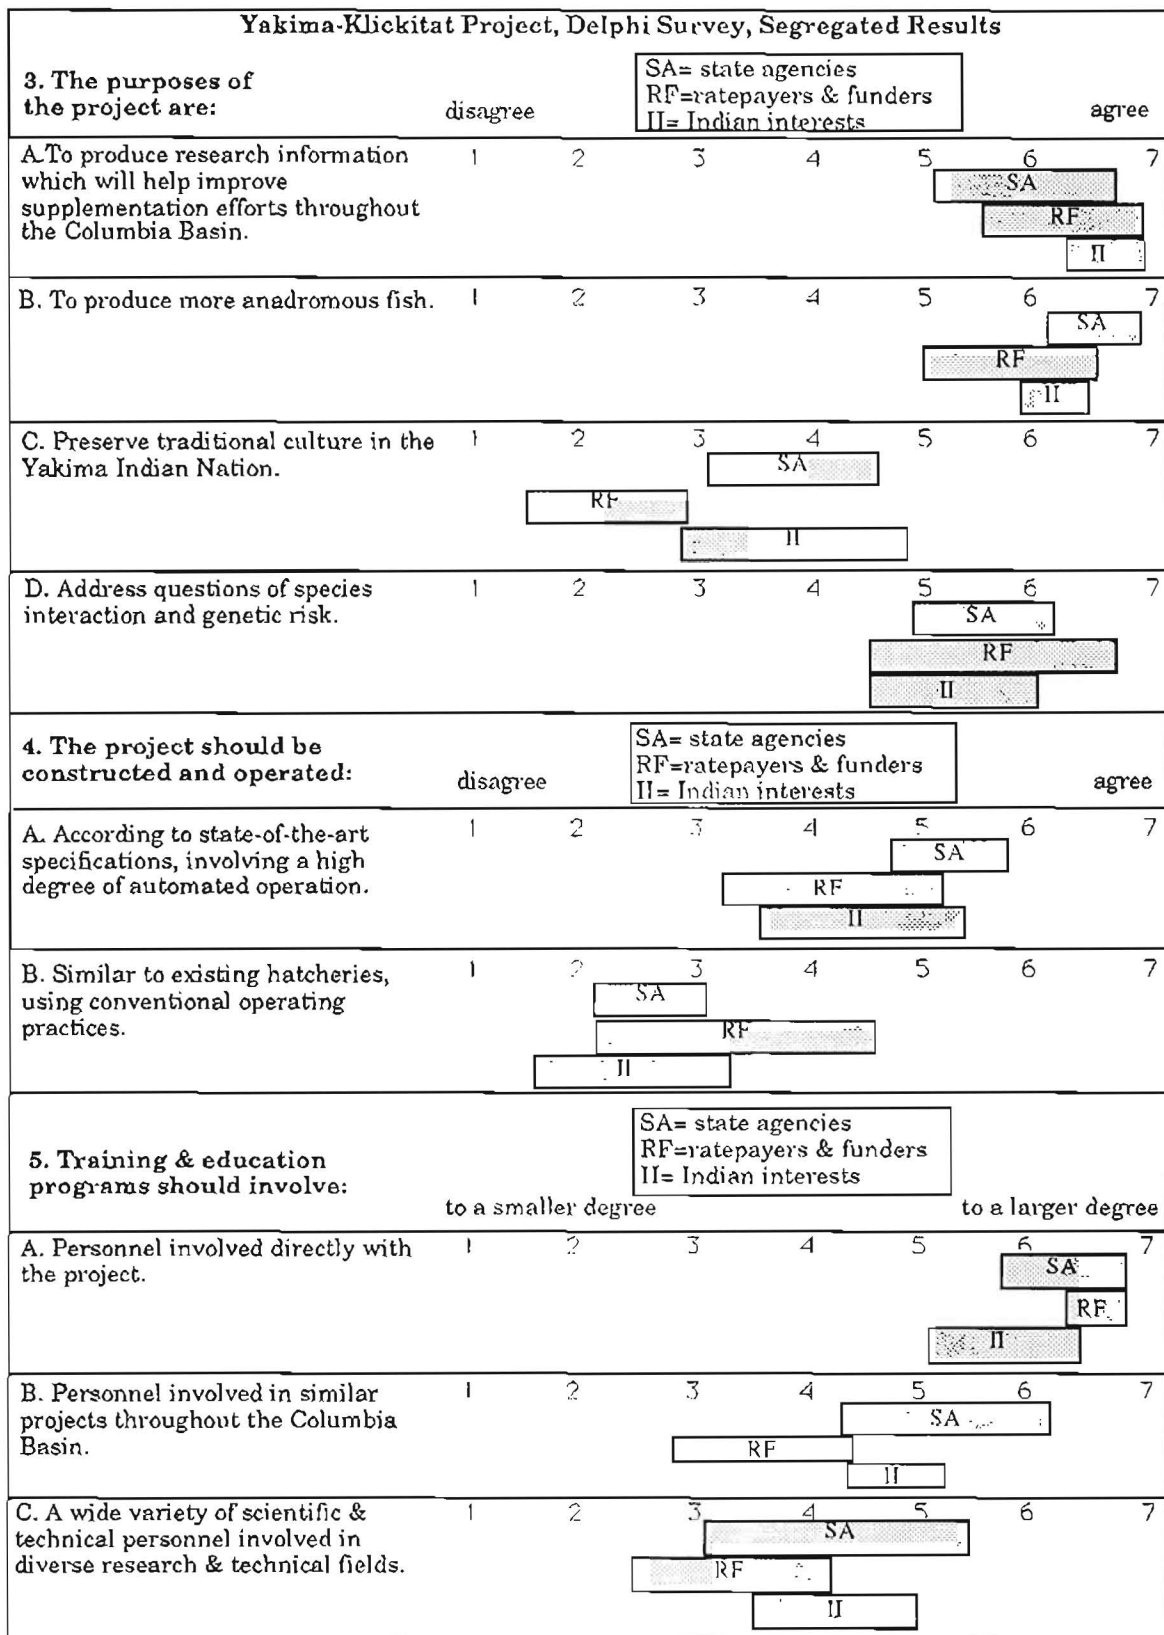 Yakima-Klickitat Project, Delphi Survey, Segregated Results
3. The purposes of
the project are:
disagree
SA= state agencies
RF=ratepayers & funders
II= Indian interests
agree
A.To produce research information
which will help improve
supplementation efforts throughout
the Columbia Basin.
1 2 3 4 5 6 7
SA
RF
II
B. To produce more anadromous fish.
1 2 3 4 5 6 7
SA
RF
II
C. Preserve traditional culture in the
Yakima Indian Nation.
1 2 3 4 5 6 7
SA
RF
II
D. Address questions of species
interaction and genetic risk.
1 2 3 4 5 6 7
SA
RF
II
4. The project should be
constructed and operated:
disagree
SA= state agencies
RF=ratepayers & funders
II= Indian interests
agree
A. According to state-of-the-art
specifications, involving a high
degree of automated operation.
1 2 3 4 5 6 7
SA
RF
II
B. Similar to existing hatcheries,
using conventional operating
practices.
1 2 3 4 5 6 7
SA
RF
II
5. Training & education
programs should involve:
SA= state agencies
RF=ratepayers & funders
II= Indian interests
to a smaller degree
to a larger degree
A. Personnel involved directly with
the project.
1 2 3 4 5 6 7
SA
RF
II
B. Personnel involved in similar
projects throughout the Columbia
Basin.
1 2 3 4 5 6 7
SA
RF
II
C. A wide variety of scientific &
technical personnel involved in
diverse research & technical fields.
1 2 3 4 5 6 7
SA
RF
II